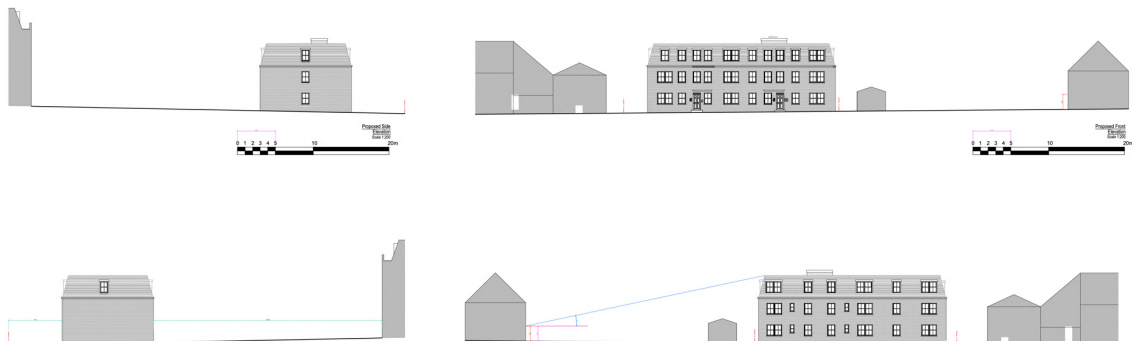 Proposed Side
Elevation
Scale 1:200
0 1 2 3 4 5 10 20m
Proposed Front
Elevation
Scale 1:200
0 1 2 3 4 5 10 20m